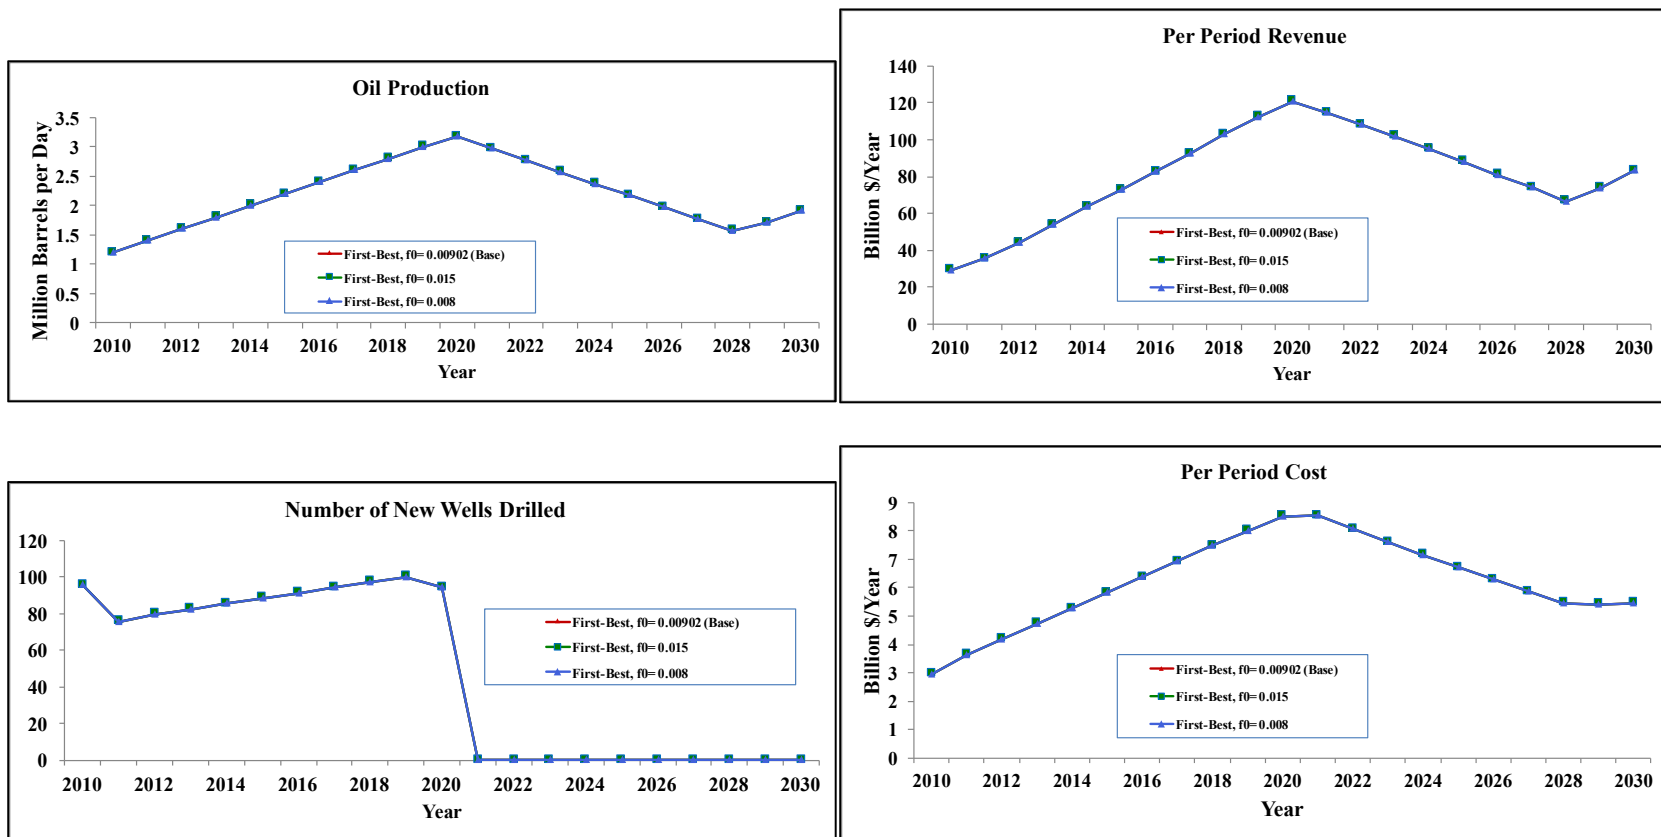 Oil Production
Million Barrels per Day
3.5
3
2.5
2
1.5
1
0.5
0
First-Best, f0= 0.00902 (Base)
First-Best, f0= 0.015
First-Best, f0= 0.008
2010 2012 2014 2016 2018 2020 2022 2024 2026 2028 2030
Year
Per Period Revenue
Billion $/Year
140
120
100
80
60
40
20
0
First-Best, f0= 0.00902 (Base)
First-Best, f0= 0.015
First-Best, f0= 0.008
2010 2012 2014 2016 2018 2020 2022 2024 2026 2028 2030
Year
Number of New Wells Drilled
120
100
80
60
40
20
0
First-Best, f0= 0.00902 (Base)
First-Best, f0= 0.015
First-Best, f0= 0.008
2010 2012 2014 2016 2018 2020 2022 2024 2026 2028 2030
Year
Per Period Cost
Billion $/Year
9
8
7
6
5
4
3
2
1
0
First-Best, f0= 0.00902 (Base)
First-Best, f0= 0.015
First-Best, f0= 0.008
2010 2012 2014 2016 2018 2020 2022 2024 2026 2028 2030
Year